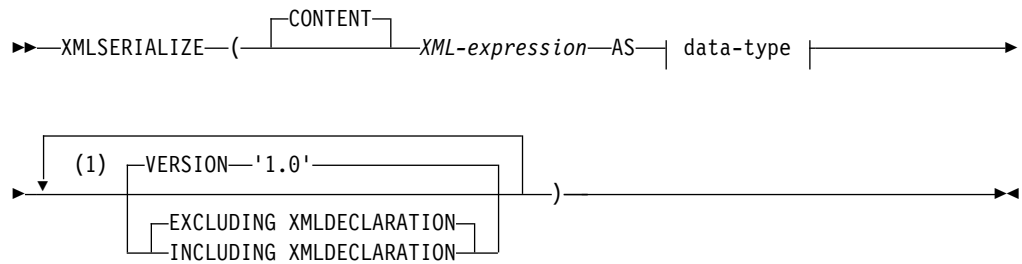 CONTENT
XMLSERIALIZE ( XML-expression AS data-type
(1) VERSION '1.0' )
EXCLUDING XMLDECLARATION
INCLUDING XMLDECLARATION